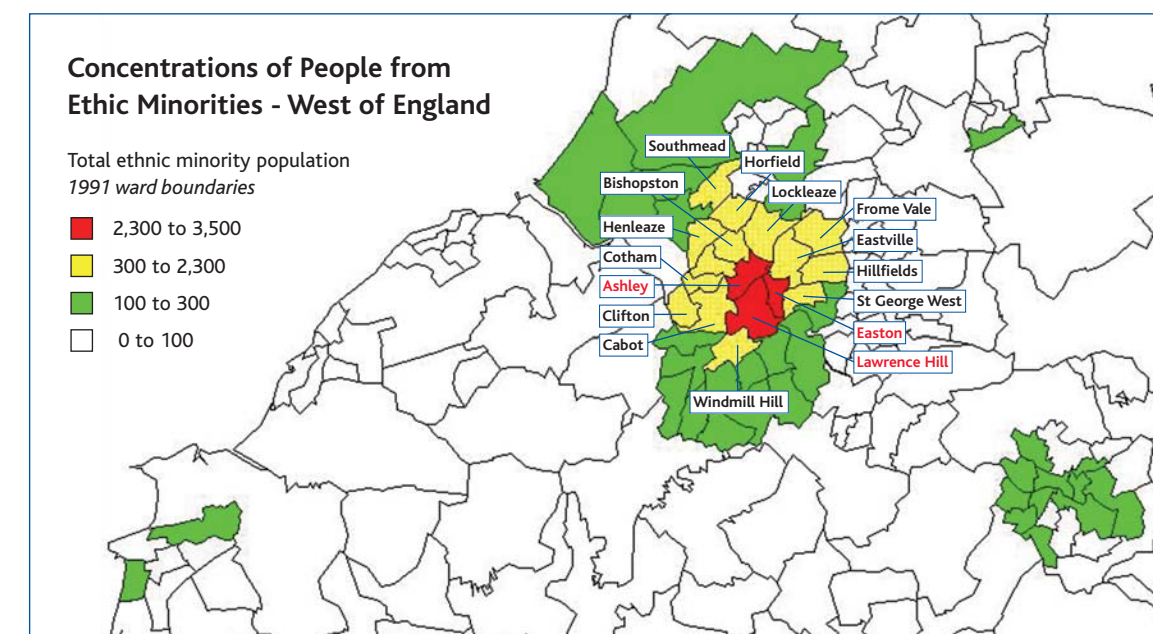 Concentrations of People from
Ethic Minorities - West of England
Total ethnic minority population
1991 ward boundaries
2,300 to 3,500
300 to 2,300
100 to 300
0 to 100
Southmead
Horfield
Bishopston
Lockleaze
Frome Vale
Henleaze
Eastville
Cotham
Hillfields
Ashley
St George West
Clifton
Easton
Cabot
Lawrence Hill
Windmill Hill